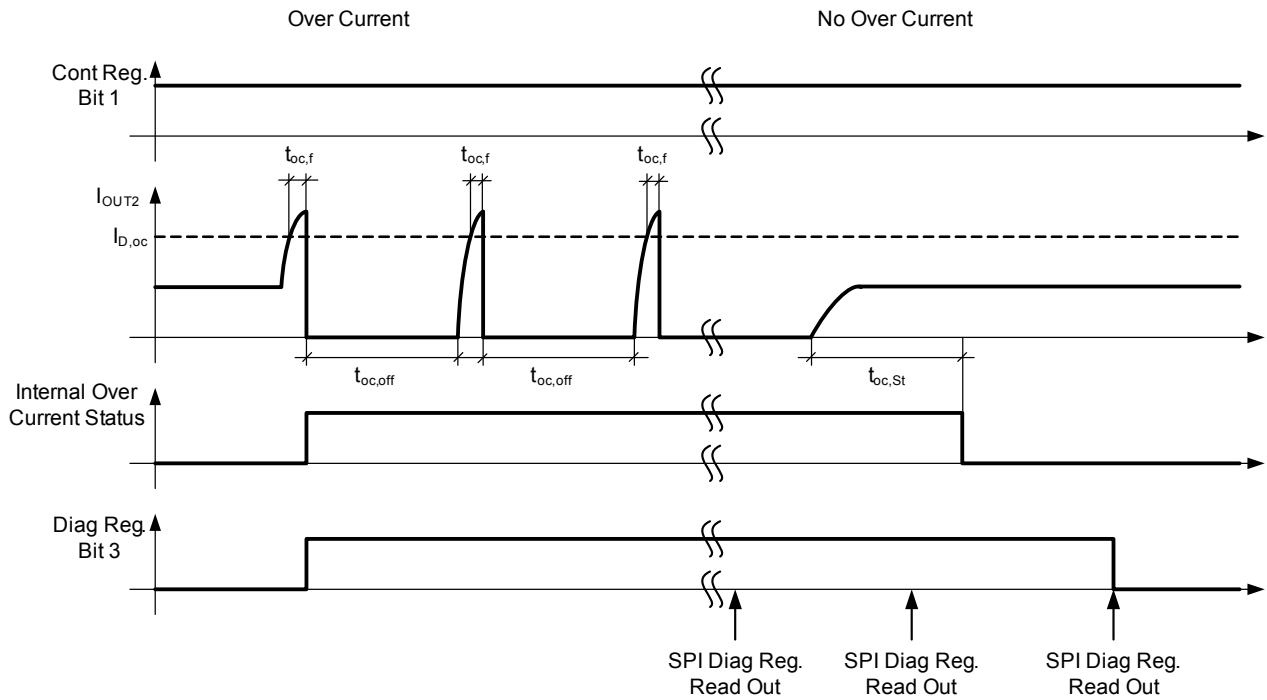 Over Current
No Over Current
Cont Reg.
Bit 1
toc,f
toc,f
toc,f
IOUT2
ID,oc
toc,off
toc,off
toc,St
Internal Over
Current Status
Diag Reg.
Bit 3
SPI Diag Reg.
Read Out
SPI Diag Reg.
Read Out
SPI Diag Reg.
Read Out